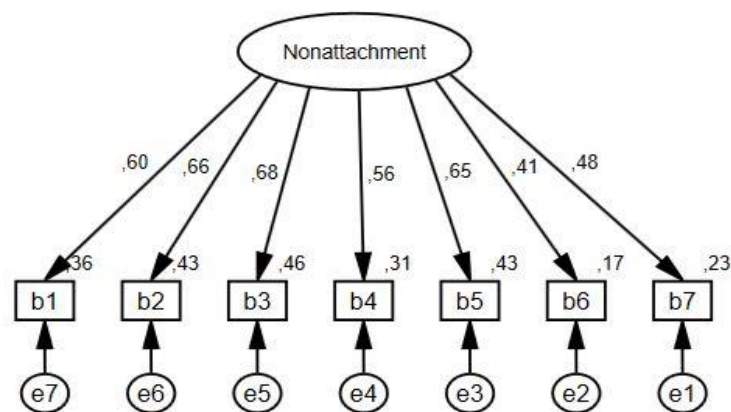 Nonattachment
,60 ,66 ,68 ,56 ,65 ,41 ,48
,36 ,43 ,46 ,31 ,43 ,17 ,23
b1 b2 b3 b4 b5 b6 b7
e7 e6 e5 e4 e3 e2 e1